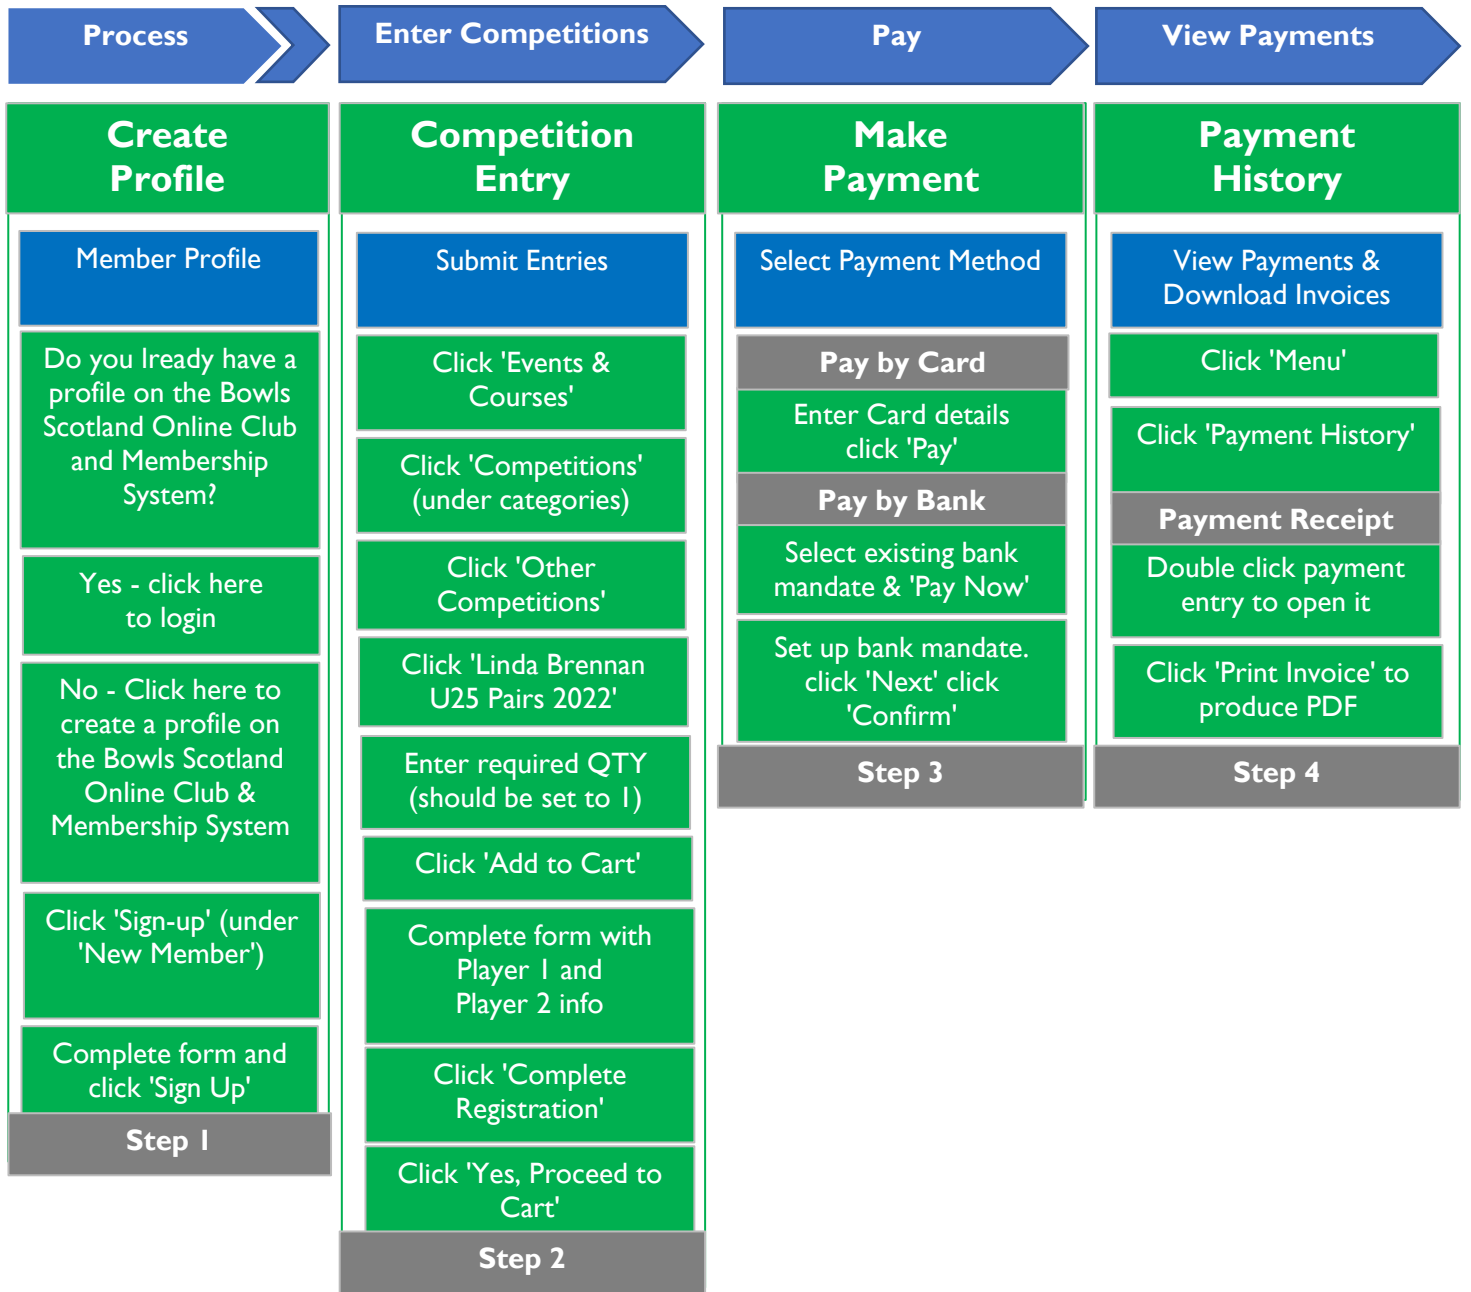 Process
Enter Competitions
Pay
View Payments
Create
Profile
Member Profile
Do you lready have a
profile on the Bowls
Scotland Online Club
and Membership
System?
Yes - click here
to login
No - Click here to
create a profile on
the Bowls Scotland
Online Club &
Membership System
Click 'Sign-up' (under
'New Member')
Complete form and
click 'Sign Up'
Step 1
Competition
Entry
Submit Entries
Click 'Events &
Courses'
Click 'Competitions'
(under categories)
Click 'Other
Competitions'
Click 'Linda Brennan
U25 Pairs 2022'
Enter required QTY
(should be set to 1)
Click 'Add to Cart'
Complete form with
Player 1 and
Player 2 info
Click 'Complete
Registration'
Click 'Yes, Proceed to
Cart'
Step 2
Make
Payment
Select Payment Method
Pay by Card
Enter Card details
click 'Pay'
Pay by Bank
Select existing bank
mandate & 'Pay Now'
Set up bank mandate.
click 'Next' click
'Confirm'
Step 3
Payment
History
View Payments &
Download Invoices
Click 'Menu'
Click 'Payment History'
Payment Receipt
Double click payment
entry to open it
Click 'Print Invoice' to
produce PDF
Step 4